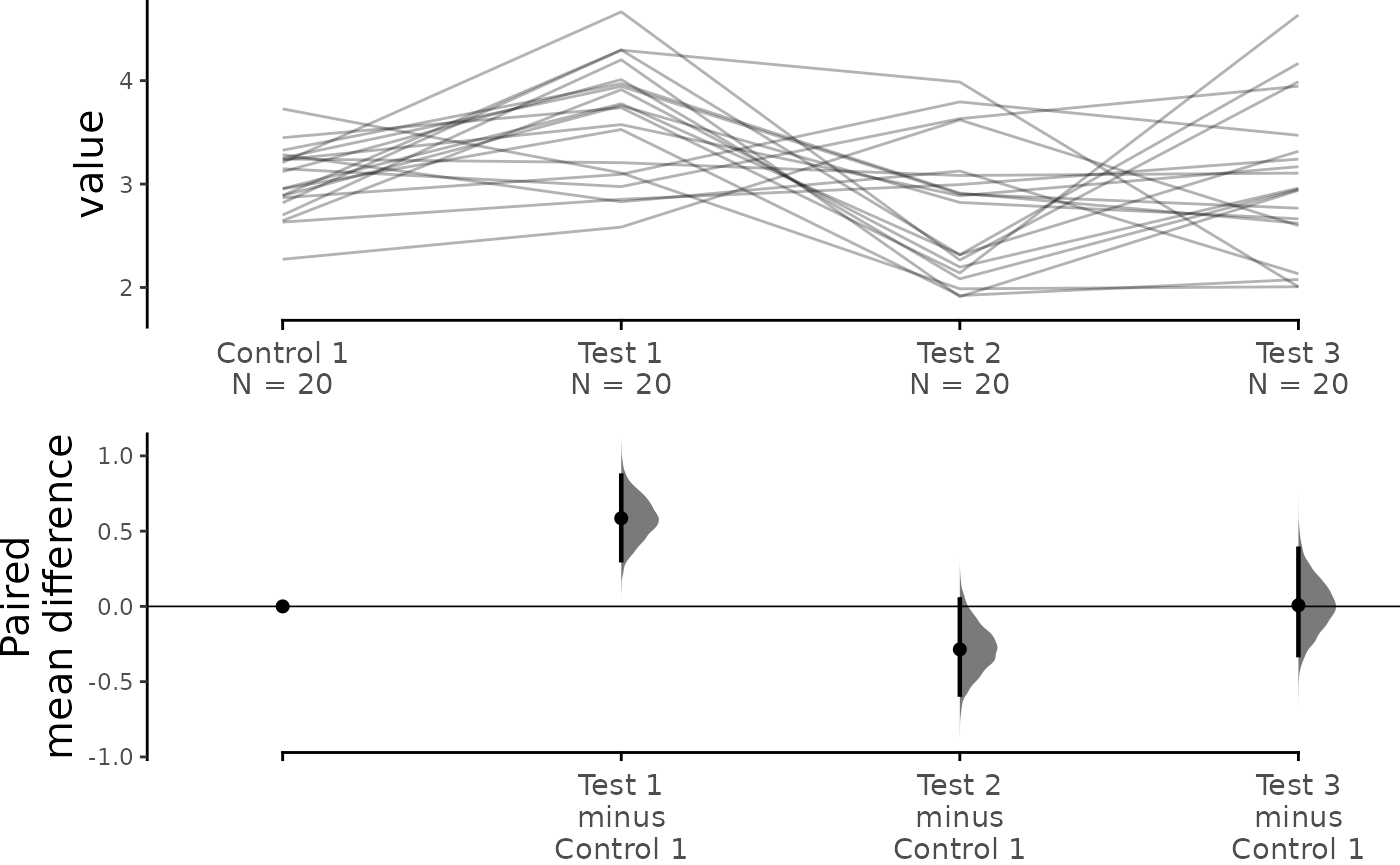 value
4
3
2
Control 1
N = 20
Test 1
N = 20
Test 2
N = 20
Test 3
N = 20
Paired
mean difference
1.0
0.5
0.0
-0.5
-1.0
Test 1
minus
Control 1
Test 2
minus
Control 1
Test 3
minus
Control 1